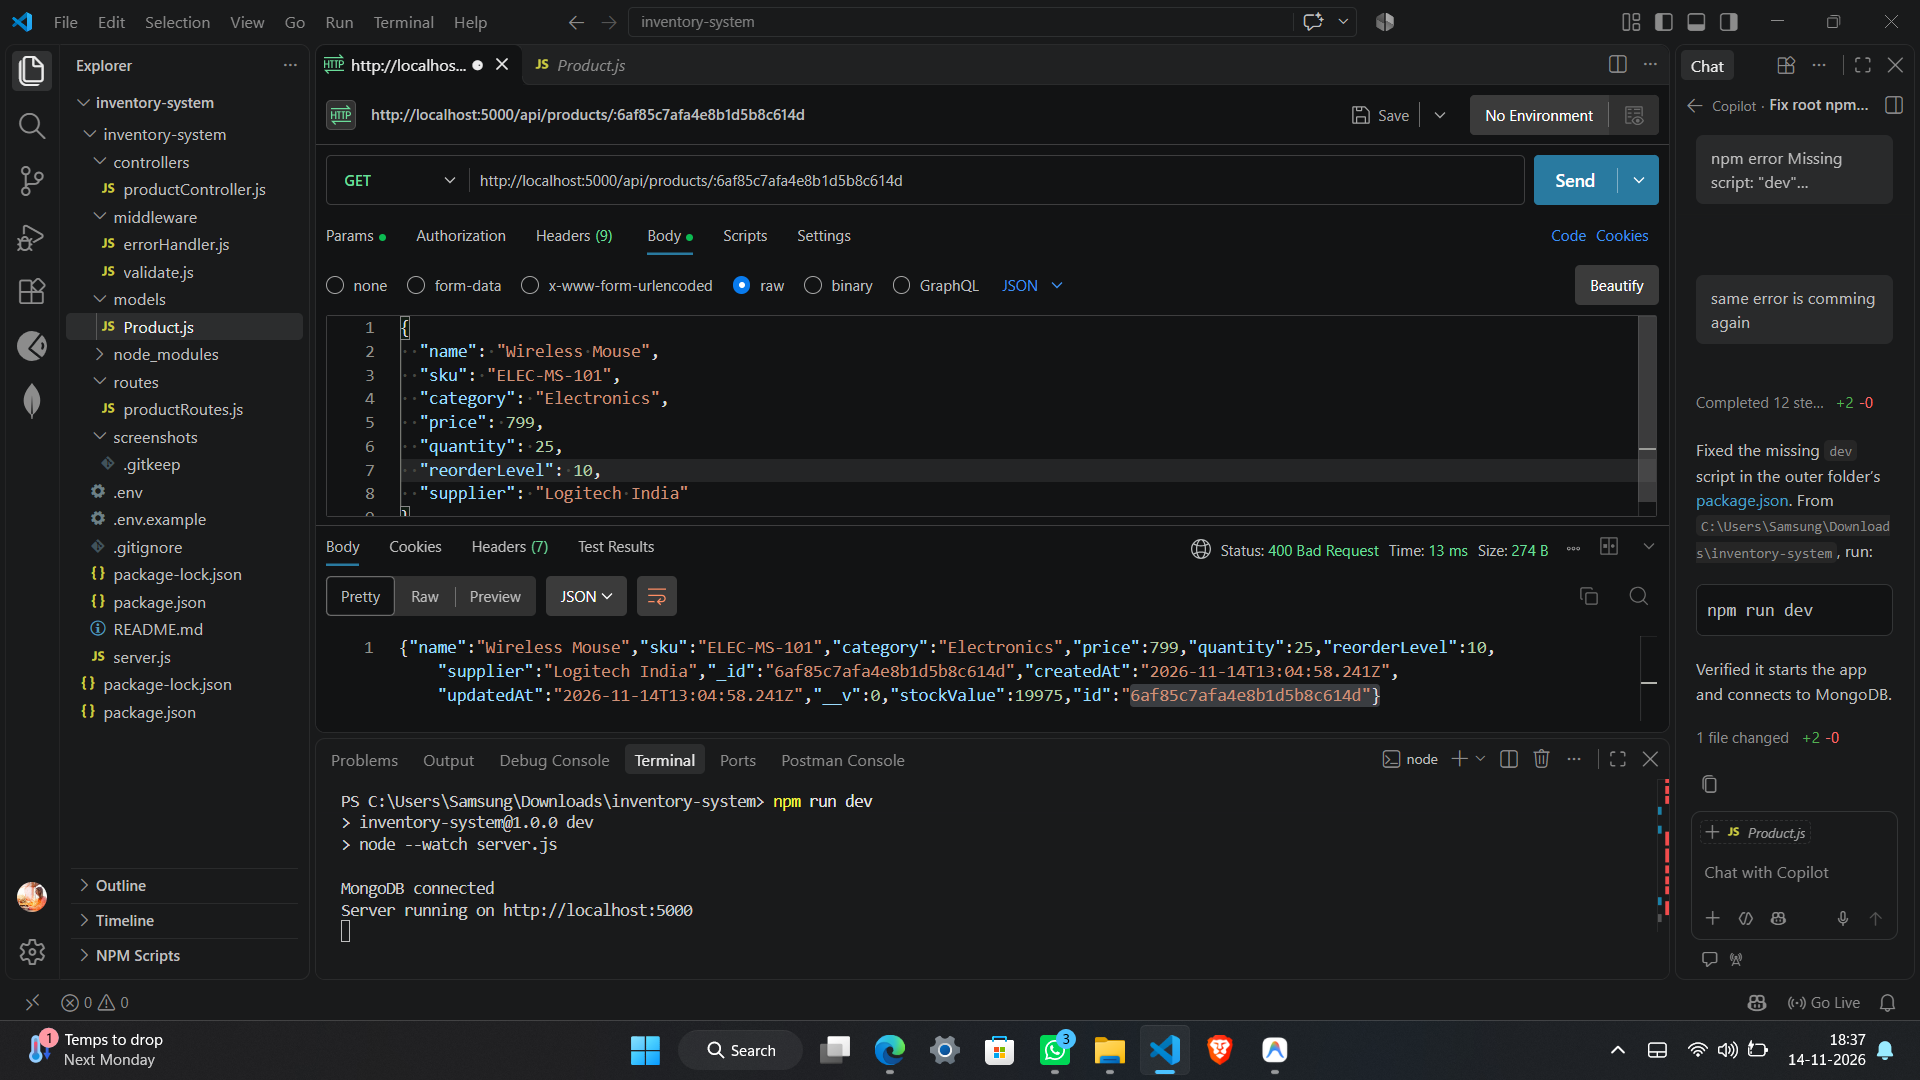 File Edit Selection View Go Run Terminal Help
inventory-system
Explorer
inventory-system
inventory-system
controllers
JS productController.js
middleware
JS errorHandler.js
JS validate.js
models
JS Product.js
node_modules
routes
JS productRoutes.js
screenshots
.gitkeep
.env
.env.example
.gitignore
{} package-lock.json
{} package.json
README.md
JS server.js
{} package-lock.json
{} package.json
Outline
Timeline
NPM Scripts
HTTP http://localhos...
JS Product.js
HTTP http://localhost:5000/api/products/:6af85c7afa4e8b1d5b8c614d
Save
No Environment
GET http://localhost:5000/api/products/:6af85c7afa4e8b1d5b8c614d
Send
Params Authorization Headers (9) Body Scripts Settings
Code Cookies
none form-data x-www-form-urlencoded raw binary GraphQL JSON
Beautify
1 {
2 "name": "Wireless Mouse",
3 "sku": "ELEC-MS-101",
4 "category": "Electronics",
5 "price": 799,
6 "quantity": 25,
7 "reorderLevel": 10,
8 "supplier": "Logitech India"
9 }
Body Cookies Headers (7) Test Results
Status: 400 Bad Request Time: 13 ms Size: 274 B
Pretty Raw Preview JSON
1 {"name":"Wireless Mouse","sku":"ELEC-MS-101","category":"Electronics","price":799,"quantity":25,"reorderLevel":10,
"supplier":"Logitech India","_id":"6af85c7afa4e8b1d5b8c614d","createdAt":"2026-11-14T13:04:58.241Z",
"updatedAt":"2026-11-14T13:04:58.241Z","__v":0,"stockValue":19975,"id":"6af85c7afa4e8b1d5b8c614d"}
Problems Output Debug Console Terminal Ports Postman Console
node
PS C:\Users\Samsung\Downloads\inventory-system> npm run dev
> inventory-system@1.0.0 dev
> node --watch server.js
MongoDB connected
Server running on http://localhost:5000
Chat
Copilot · Fix root npm...
npm error Missing
script: "dev"...
same error is comming
again
Completed 12 ste... +2 -0
Fixed the missing dev
script in the outer folder's
package.json. From
C:\Users\Samsung\Download
s\inventory-system, run:
npm run dev
Verified it starts the app
and connects to MongoDB.
1 file changed +2 -0
JS Product.js
Chat with Copilot
0 0
Go Live
1
Temps to drop
Next Monday
Search
3
18:37
14-11-2026